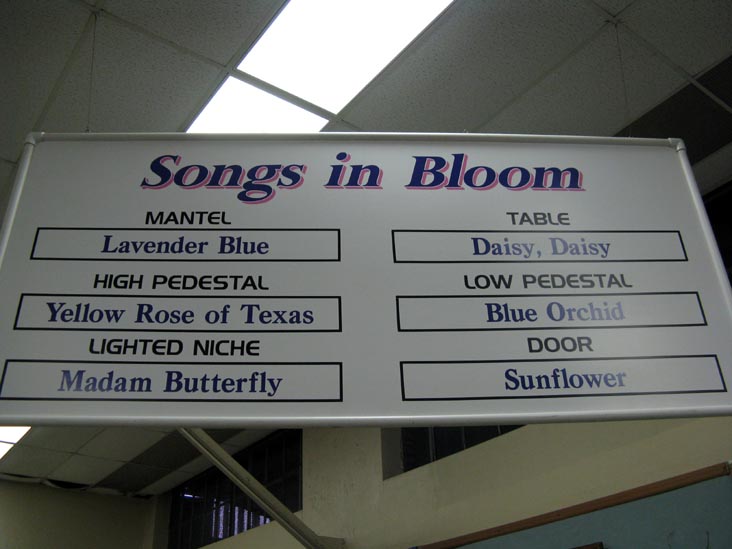 Songs in Bloom
MANTEL
Lavender Blue
TABLE
Daisy, Daisy
HIGH PEDESTAL
Yellow Rose of Texas
LOW PEDESTAL
Blue Orchid
LIGHTED NICHE
Madam Butterfly
DOOR
Sunflower